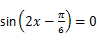 sin(2x − π/6) = 0